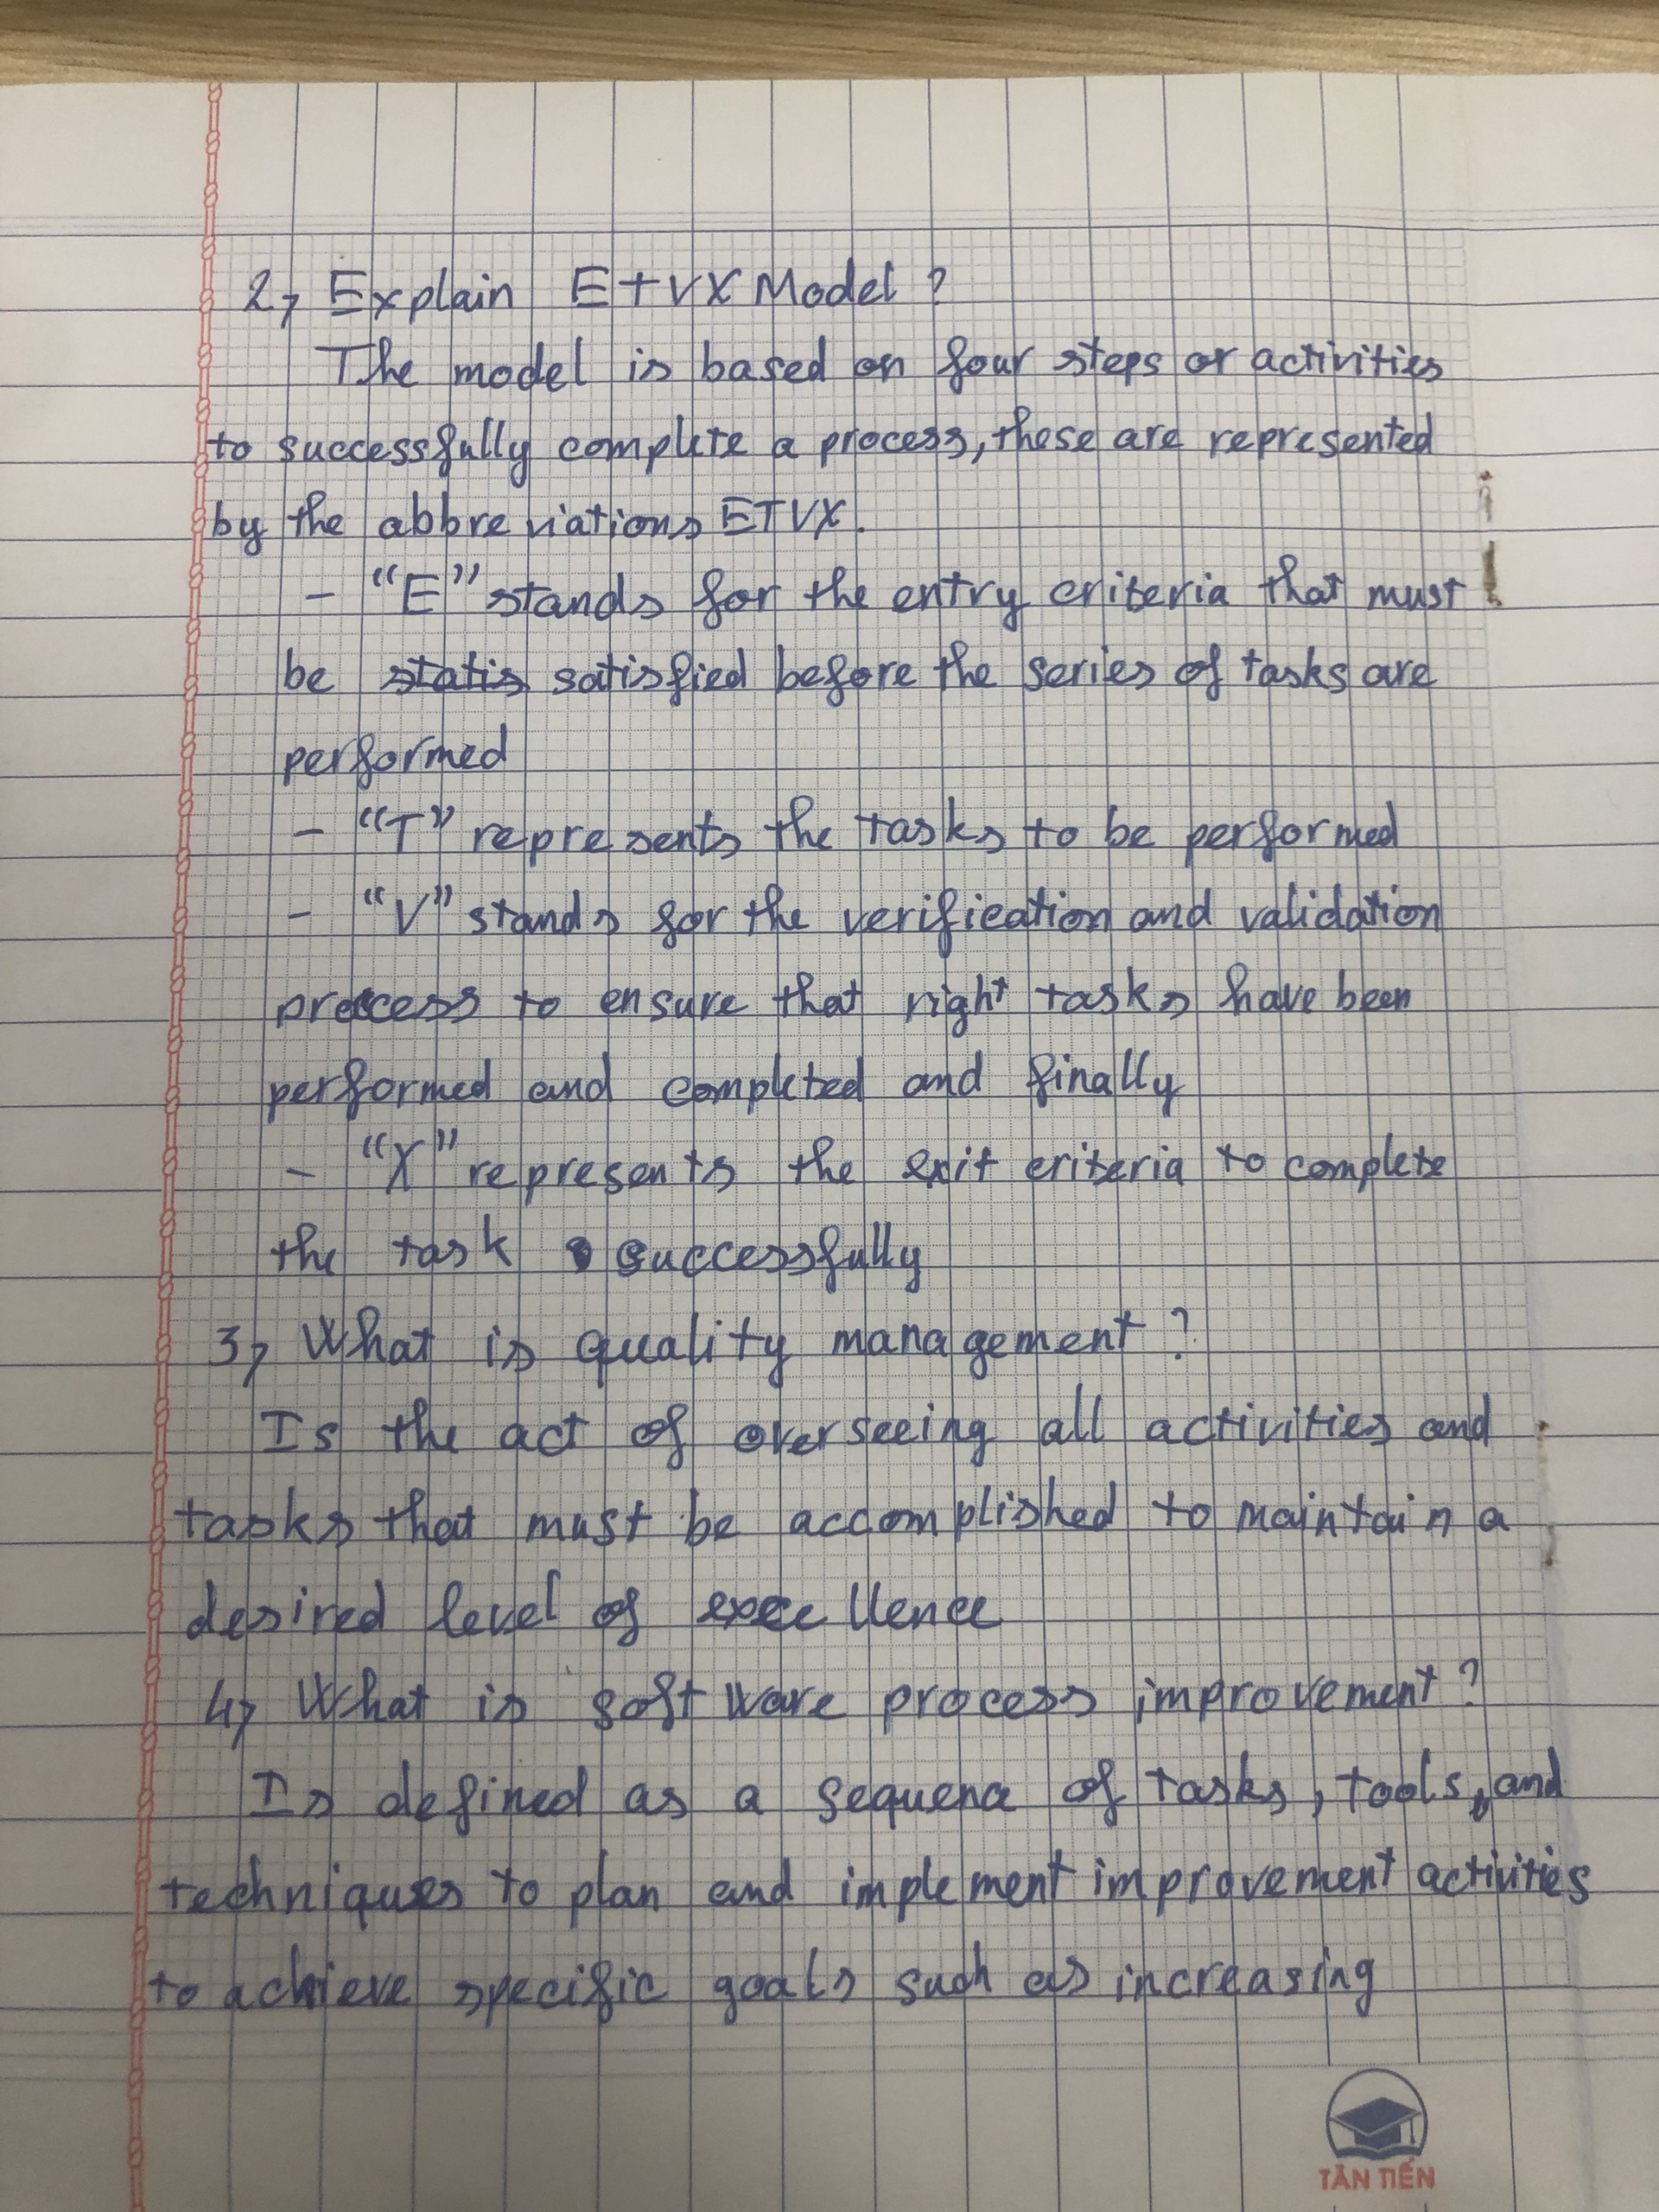 2, Explain ETVX Model ?
The model is based on four steps or activities
to successfully complete a process, these are represented
by the abbreviations ETVX.
- "E" stands for the entry criteria that must
be statis satisfied before the series of tasks are
performed
- "T" represents the tasks to be performed
- "V" stands for the verification and validation
process to ensure that right tasks have been
performed and completed and finally
- "X" represents the exit criteria to complete
the task successfully
3, What is quality management ?
Is the act of overseeing all activities and
tasks that must be accomplished to maintain a
desired level of excellence
4, What is software process improvement ?
Is defined as a sequence of tasks, tools, and
techniques to plan and implement improvement activities
to achieve specific goals such as increasing
TÂN TIẾN